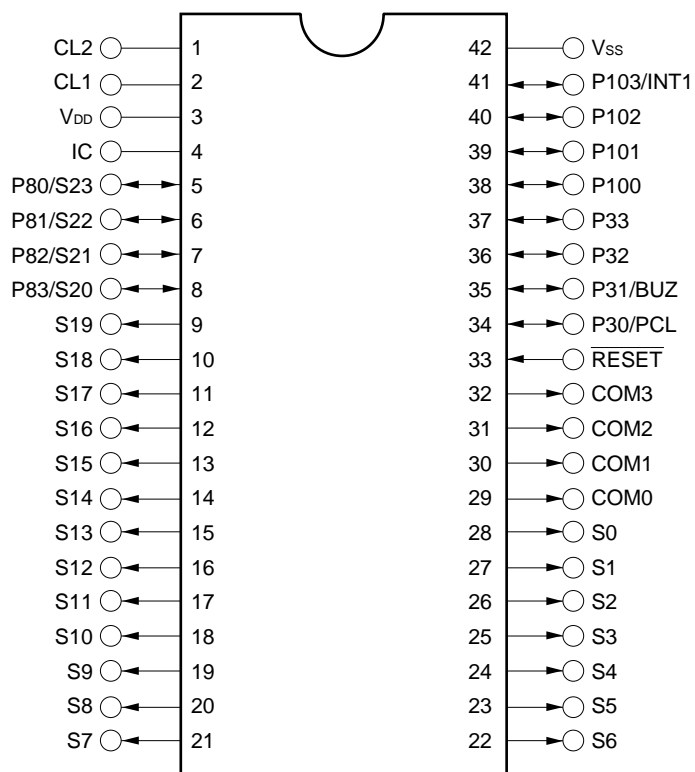 CL2 1 42 Vss
CL1 2 41 P103/INT1
VDD 3 40 P102
IC 4 39 P101
P80/S23 5 38 P100
P81/S22 6 37 P33
P82/S21 7 36 P32
P83/S20 8 35 P31/BUZ
S19 9 34 P30/PCL
S18 10 33 RESET
S17 11 32 COM3
S16 12 31 COM2
S15 13 30 COM1
S14 14 29 COM0
S13 15 28 S0
S12 16 27 S1
S11 17 26 S2
S10 18 25 S3
S9 19 24 S4
S8 20 23 S5
S7 21 22 S6